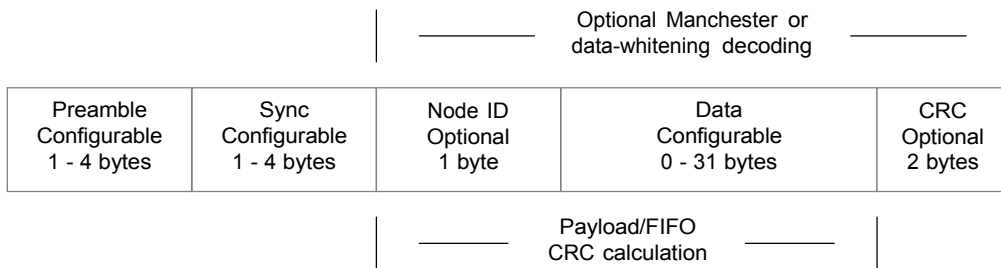 Optional Manchester or
data-whitening decoding
Preamble
Configurable
1 - 4 bytes
Sync
Configurable
1 - 4 bytes
Node ID
Optional
1 byte
Data
Configurable
0 - 31 bytes
CRC
Optional
2 bytes
Payload/FIFO
CRC calculation